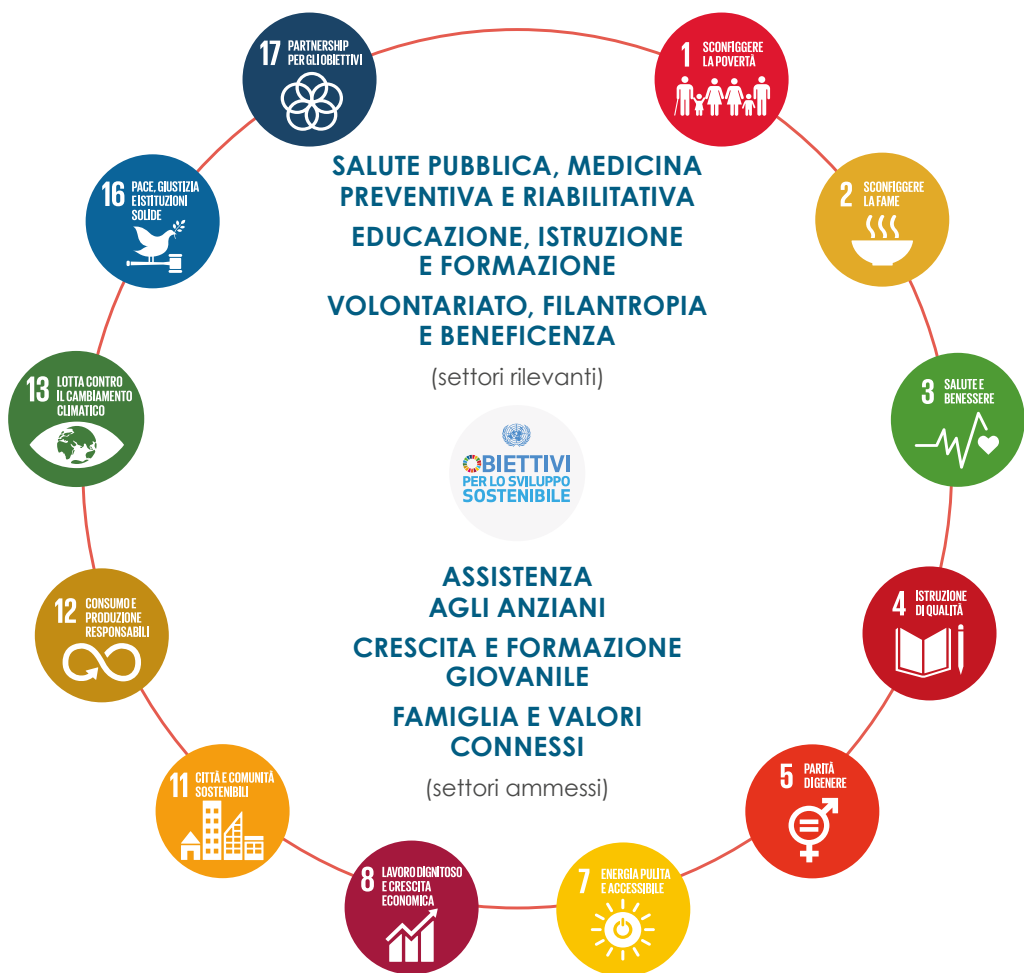 17 PARTNERSHIP
PER GLI OBIETTIVI
1 SCONFIGGERE
LA POVERTÀ
SALUTE PUBBLICA, MEDICINA
PREVENTIVA E RIABILITATIVA
EDUCAZIONE, ISTRUZIONE
E FORMAZIONE
VOLONTARIATO, FILANTROPIA
E BENEFICENZA
(settori rilevanti)
16 PACE, GIUSTIZIA
E ISTITUZIONI
SOLIDE
2 SCONFIGGERE
LA FAME
13 LOTTA CONTRO
IL CAMBIAMENTO
CLIMATICO
3 SALUTE E
BENESSERE
OBIETTIVI
PER LO SVILUPPO
SOSTENIBILE
ASSISTENZA
AGLI ANZIANI
CRESCITA E FORMAZIONE
GIOVANILE
FAMIGLIA E VALORI
CONNESSI
(settori ammessi)
12 CONSUMO E
PRODUZIONE
RESPONSABILI
4 ISTRUZIONE
DI QUALITÀ
11 CITTÀ E COMUNITÀ
SOSTENIBILI
5 PARITÀ
DI GENERE
8 LAVORO DIGNITOSO
E CRESCITA
ECONOMICA
7 ENERGIA PULITA
E ACCESSIBILE